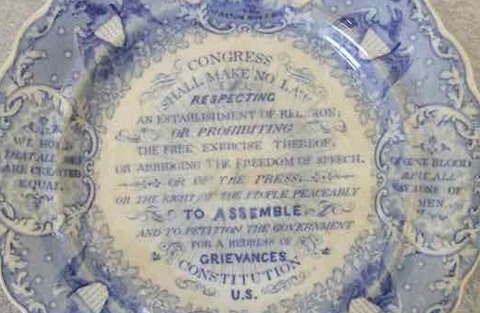 CONGRESS
SHALL MAKE NO LAW
RESPECTING
AN ESTABLISHMENT OF RELIGION;
OR PROHIBITING
THE FREE EXERCISE THEREOF;
OR ABRIDGING THE FREEDOM OF SPEECH,
OR OF THE PRESS;
OR THE RIGHT OF THE PEOPLE PEACEABLY
TO ASSEMBLE,
AND TO PETITION THE GOVERNMENT
FOR A REDRESS OF
GRIEVANCES
CONSTITUTION
U.S.
WE HOLD
THAT ALL MEN
ARE CREATED
EQUAL.
OF ONE BLOOD
ARE ALL
NATIONS OF
MEN.